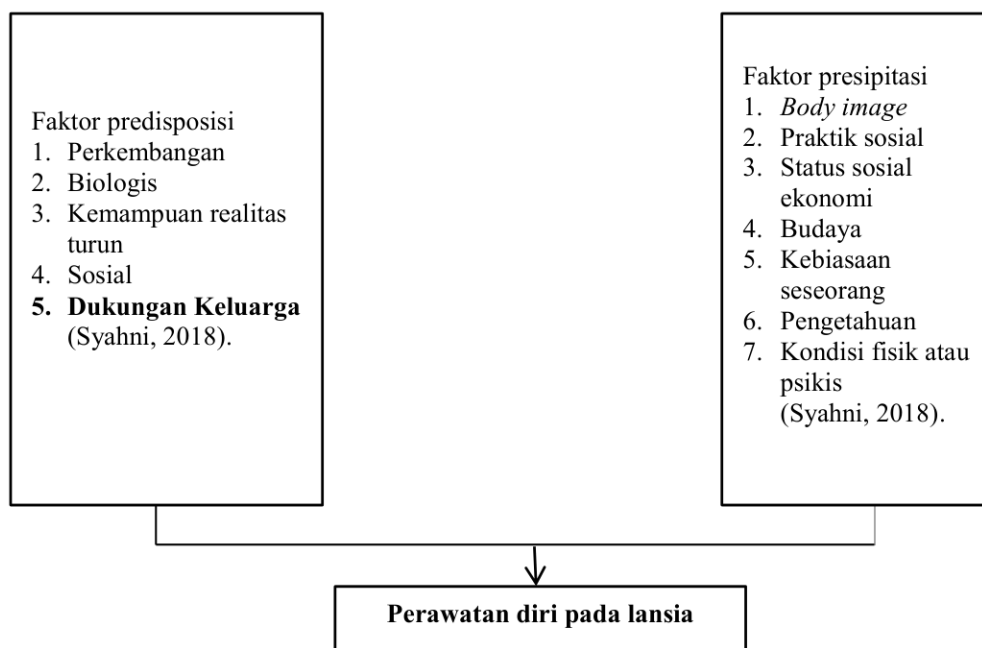 Faktor predisposisi
1. Perkembangan
2. Biologis
3. Kemampuan realitas
turun
4. Sosial
5. Dukungan Keluarga
(Syahni, 2018).
Faktor presipitasi
1. Body image
2. Praktik sosial
3. Status sosial
ekonomi
4. Budaya
5. Kebiasaan
seseorang
6. Pengetahuan
7. Kondisi fisik atau
psikis
(Syahni, 2018).
Perawatan diri pada lansia